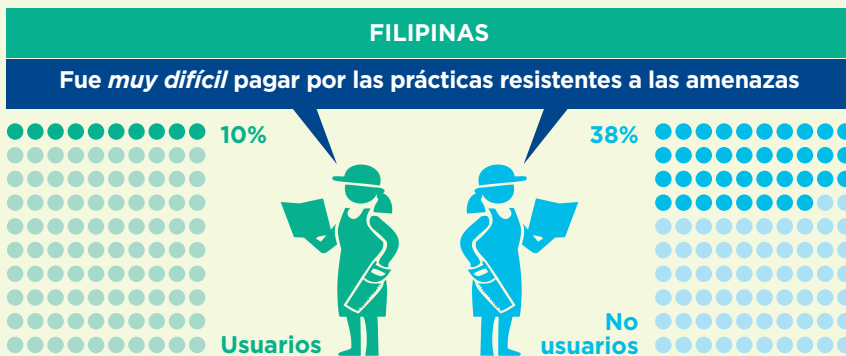 FILIPINAS
Fue muy difícil pagar por las prácticas resistentes a las amenazas
10%
38%
Usuarios
No
usuarios